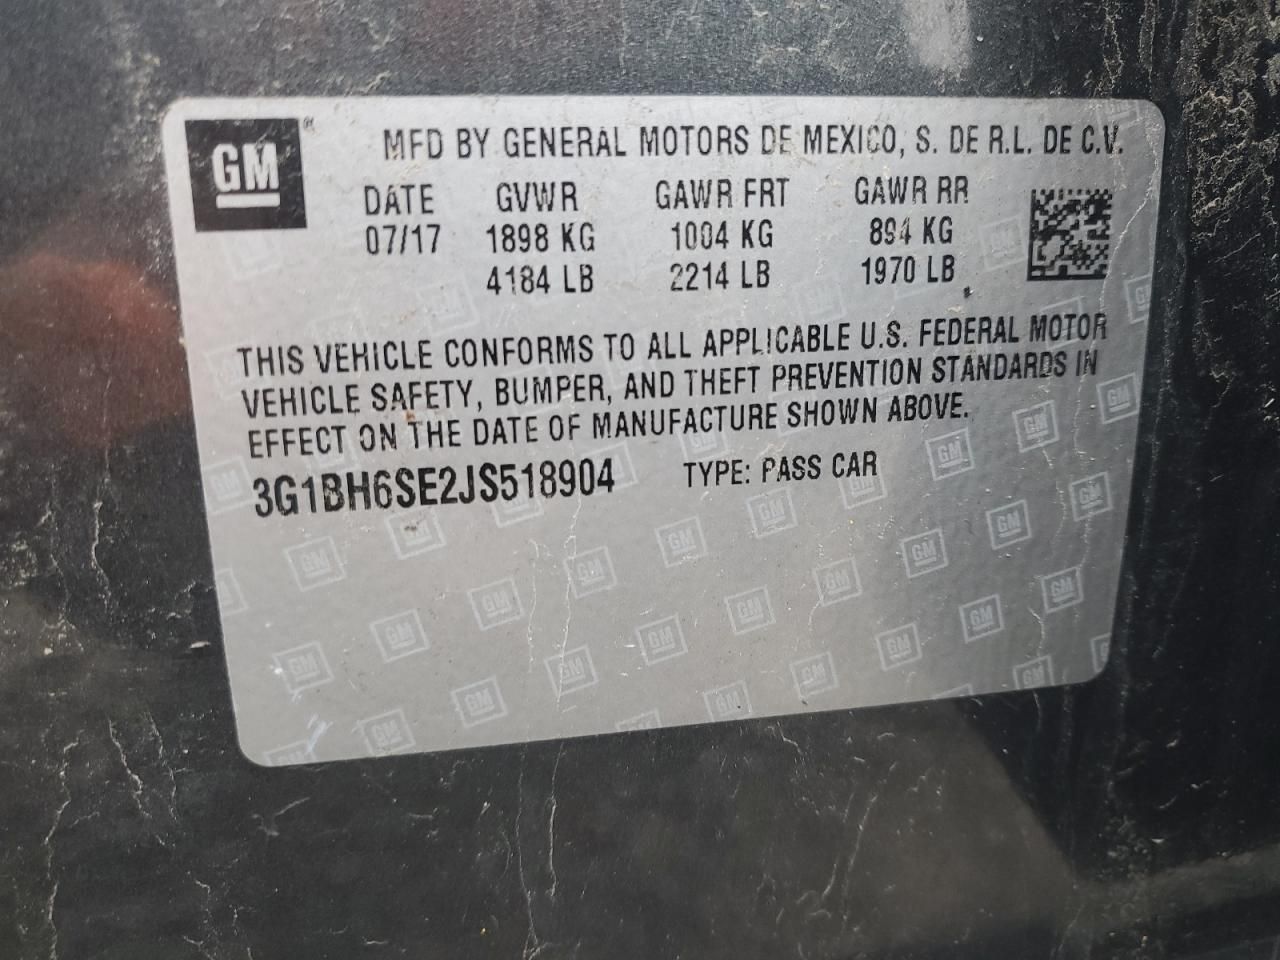 GM
MFD BY GENERAL MOTORS DE MEXICO, S. DE R.L. DE C.V.
DATE GVWR GAWR FRT GAWR RR
07/17 1898 KG 1004 KG 894 KG
4184 LB 2214 LB 1970 LB
THIS VEHICLE CONFORMS TO ALL APPLICABLE U.S. FEDERAL MOTOR
VEHICLE SAFETY, BUMPER, AND THEFT PREVENTION STANDARDS IN
EFFECT ON THE DATE OF MANUFACTURE SHOWN ABOVE.
3G1BH6SE2JS518904 TYPE: PASS CAR